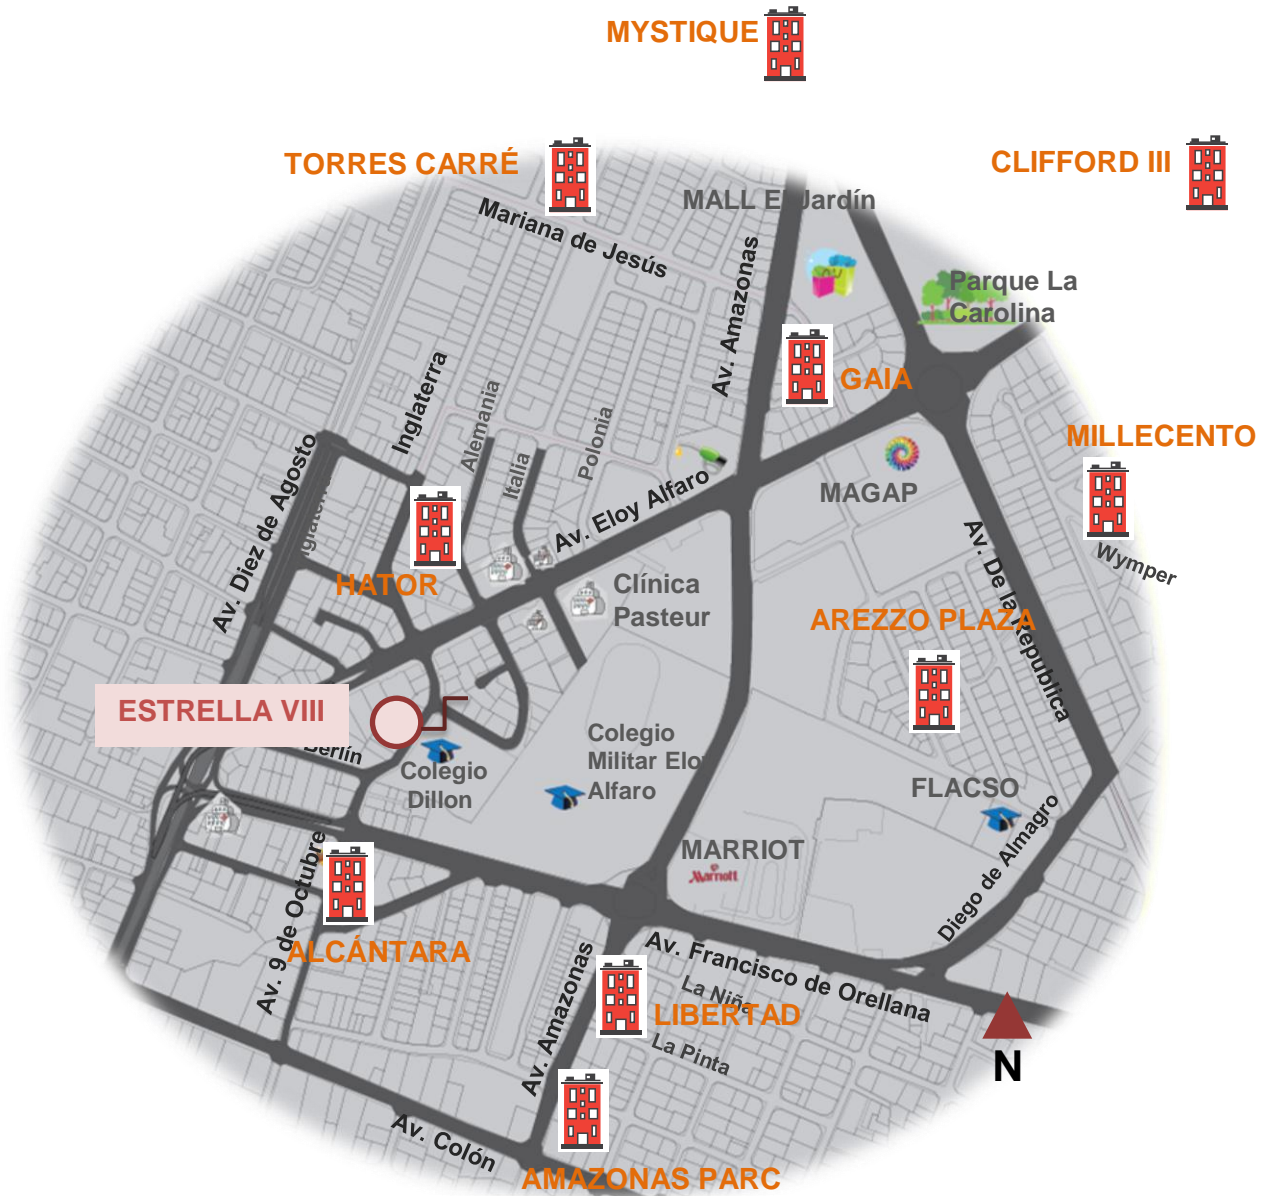 MYSTIQUE
TORRES CARRÉ
CLIFFORD III
MALL El Jardín
Mariana de Jesús
Av. Amazonas
Parque La
Carolina
GAIA
Inglaterra
Alemania
Italia
Polonia
MILLECENTO
Av. Diez de Agosto
MAGAP
Av. Eloy Alfaro
Av. De la Republica
Wymper
HATOR
Clínica
Pasteur
AREZZO PLAZA
ESTRELLA VIII
Berlín
Colegio
Dillon
Colegio
Militar Elo
Alfaro
FLACSO
Diego de Almagro
MARRIOT
Marriott
Av. 9 de Octubre
ALCÁNTARA
Av. Francisco de Orellana
Av. Amazonas
La Niña
LIBERTAD
La Pinta
N
Av. Colón
AMAZONAS PARC